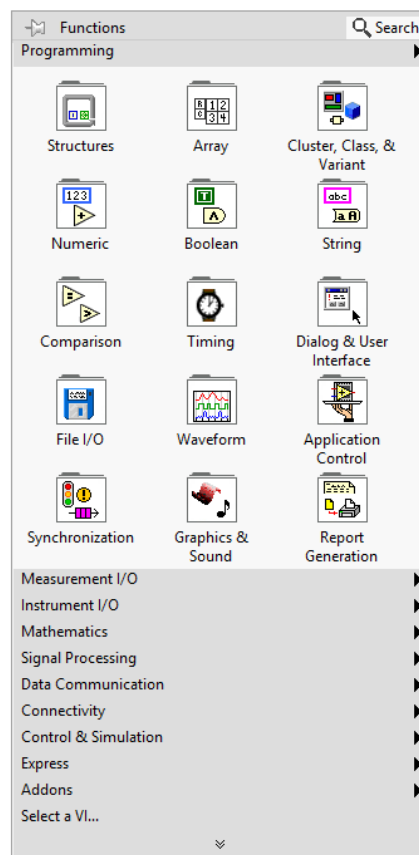 Functions
Search
Programming
Structures
Array
Cluster, Class, &
Variant
123
T
abc
a A
Numeric
Boolean
String
Comparison
Timing
Dialog & User
Interface
File I/O
Waveform
Application
Control
Synchronization
Graphics &
Sound
Report
Generation
Measurement I/O
Instrument I/O
Mathematics
Signal Processing
Data Communication
Connectivity
Control & Simulation
Express
Addons
Select a VI...